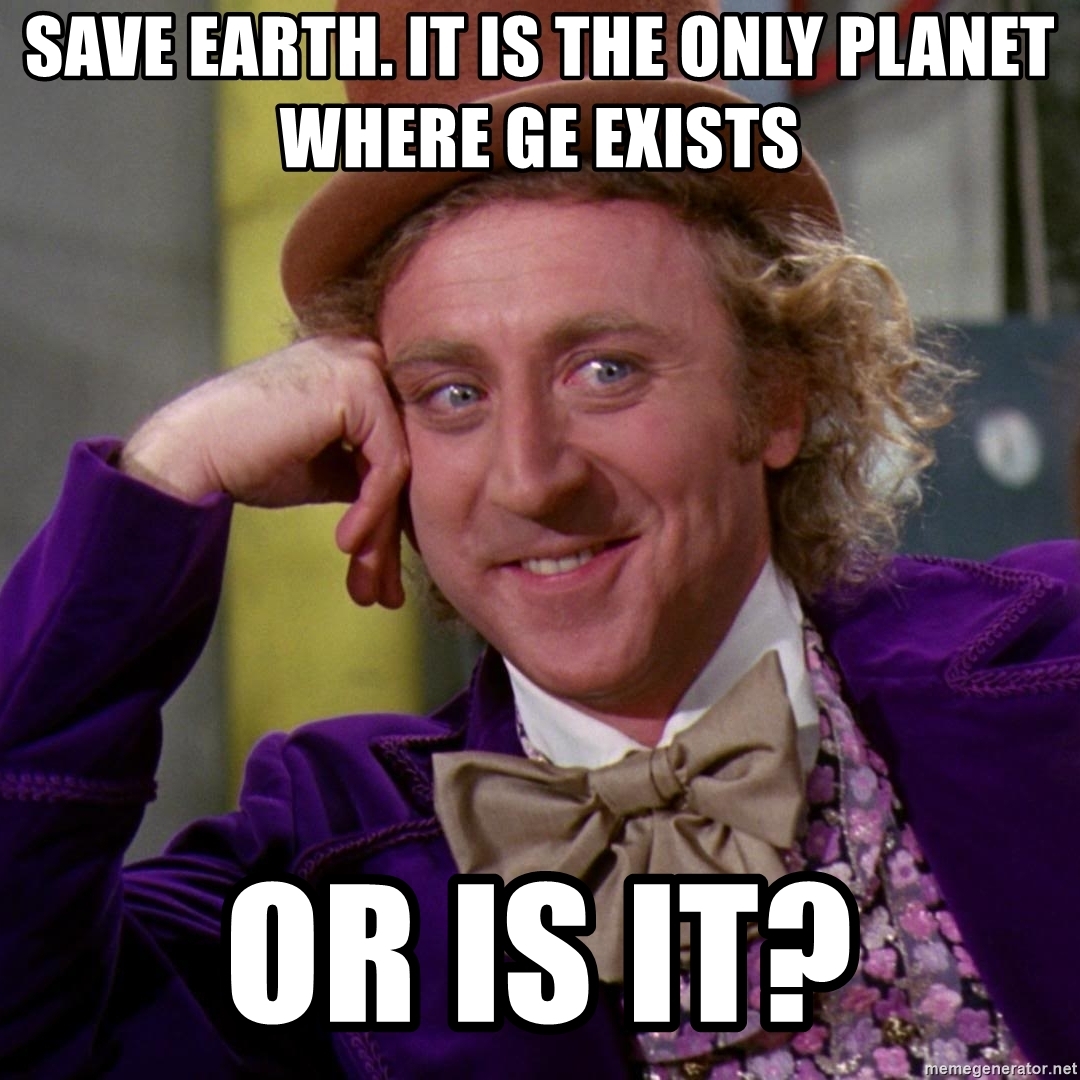 SAVE EARTH. IT IS THE ONLY PLANET
WHERE GE EXISTS
OR IS IT?
memegenerator.net